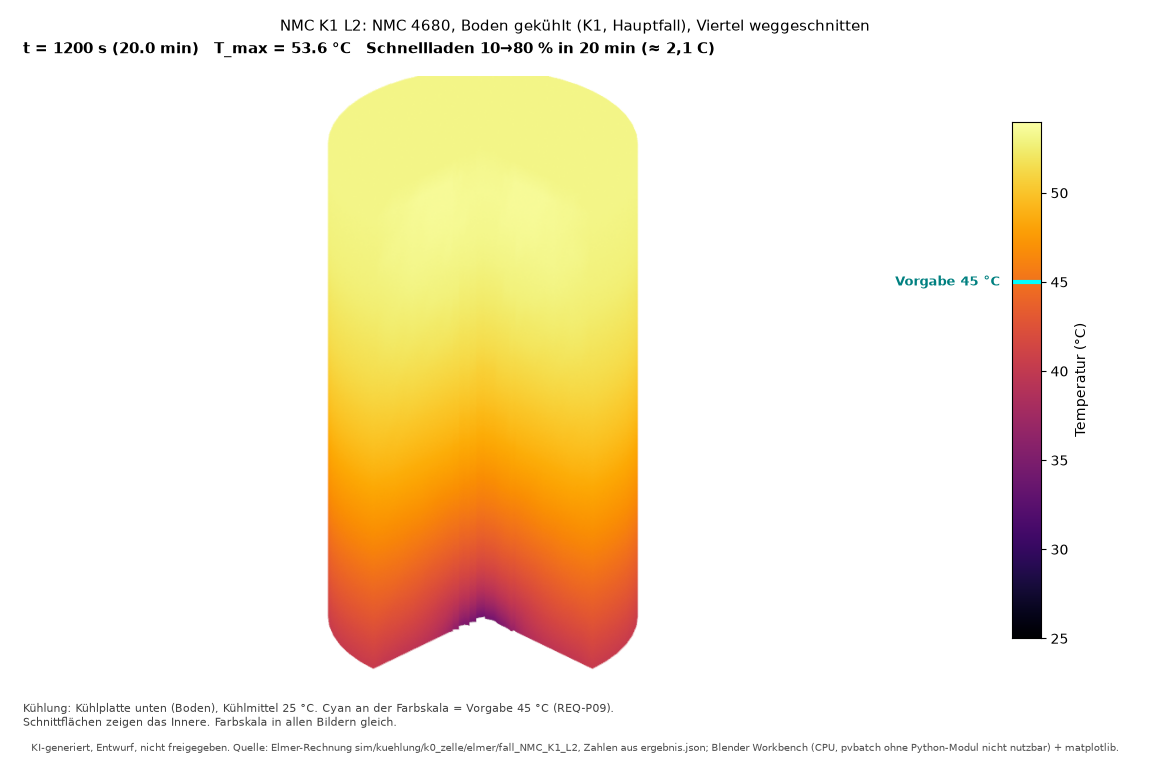 NMC K1 L2: NMC 4680, Boden gekühlt (K1, Hauptfall), Viertel weggeschnitten
t = 1200 s (20.0 min)   T_max = 53.6 °C   Schnellladen 10→80 % in 20 min (≈ 2,1 C)
50
Vorgabe 45 °C
45
40
35
30
25
Temperatur (°C)
Kühlung: Kühlplatte unten (Boden), Kühlmittel 25 °C. Cyan an der Farbskala = Vorgabe 45 °C (REQ-P09).
Schnittflächen zeigen das Innere. Farbskala in allen Bildern gleich.
KI-generiert, Entwurf, nicht freigegeben. Quelle: Elmer-Rechnung sim/kuehlung/k0_zelle/elmer/fall_NMC_K1_L2, Zahlen aus ergebnis.json; Blender Workbench (CPU, pvbatch ohne Python-Modul nicht nutzbar) + matplotlib.